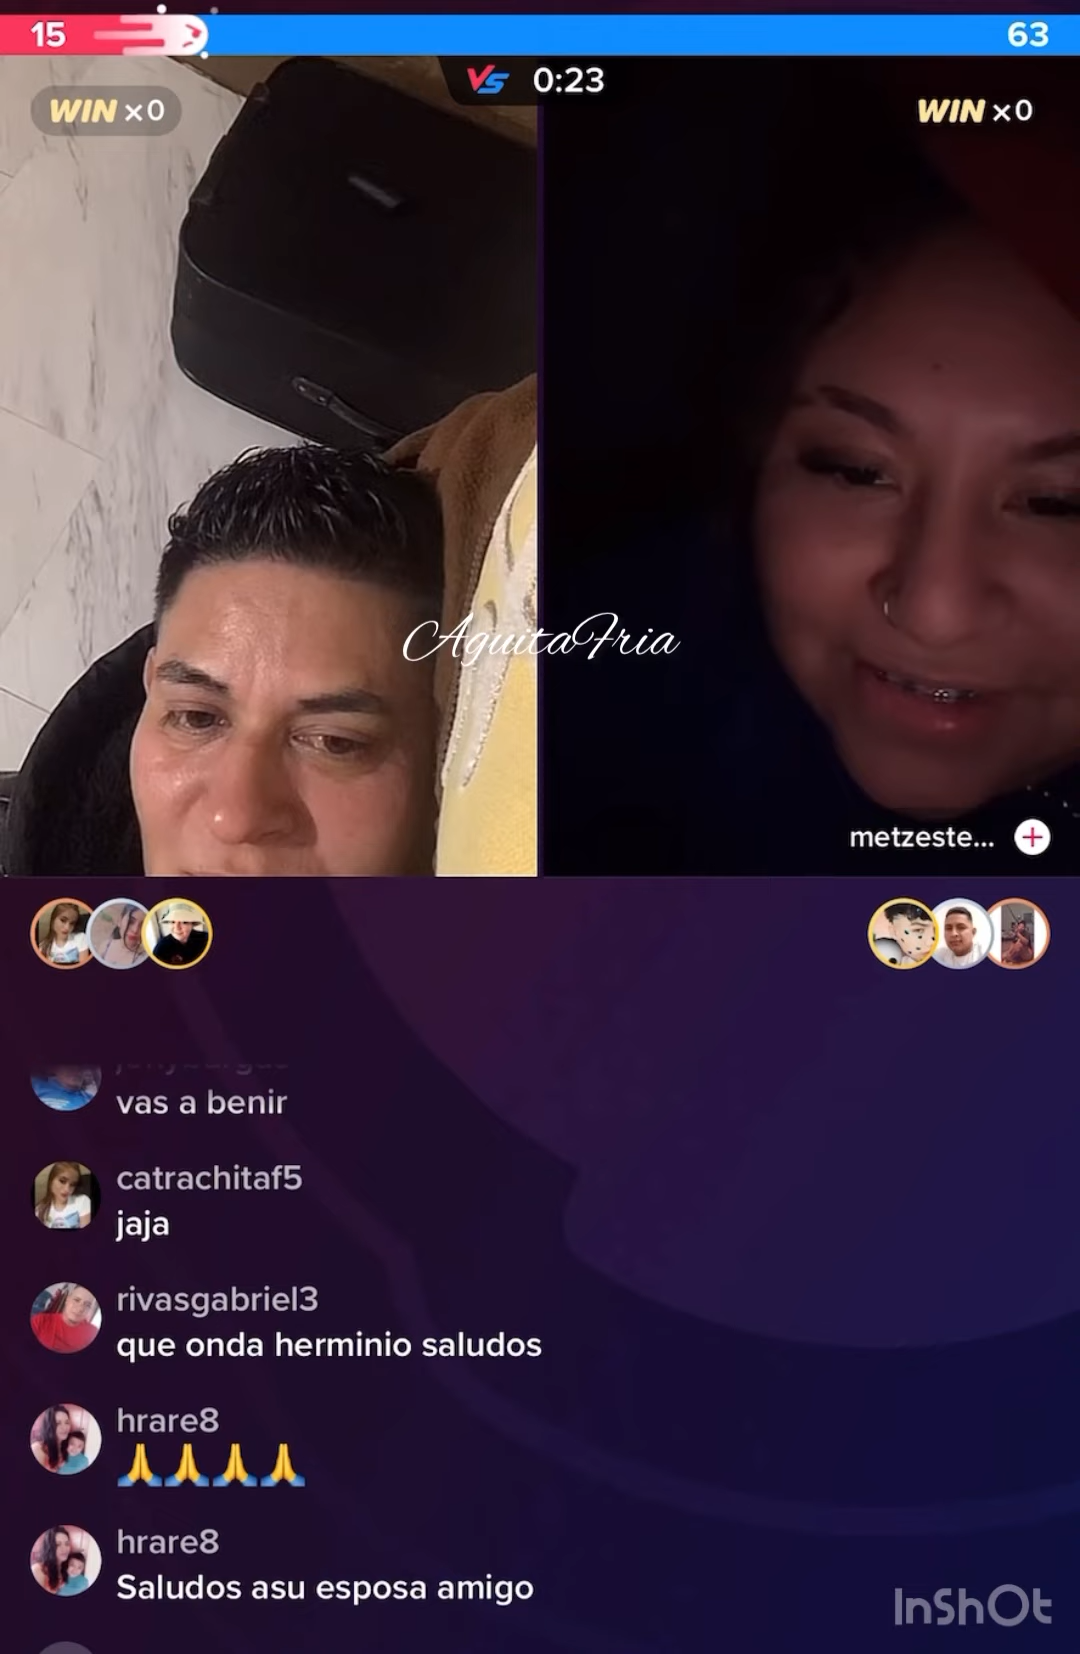 15
63
VS 0:23
WIN x0
WIN x0
AguitaFria
metzeste...
vas a benir
catrachitaf5
jaja
rivasgabriel3
que onda herminio saludos
hrare8
🙏🙏🙏🙏
hrare8
Saludos asu esposa amigo
InShOt